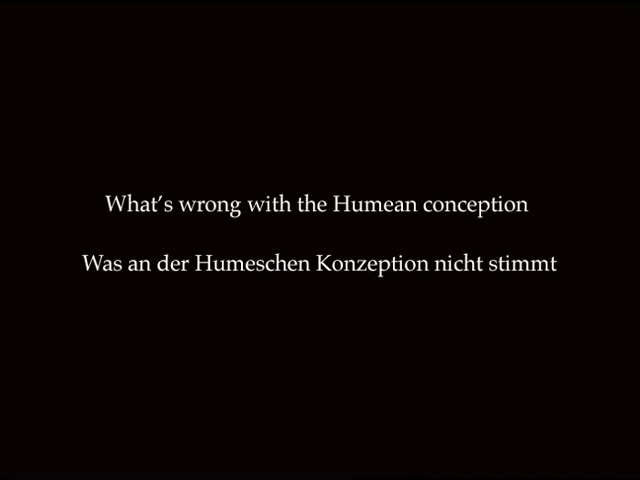 What’s wrong with the Humean conception
Was an der Humeschen Konzeption nicht stimmt